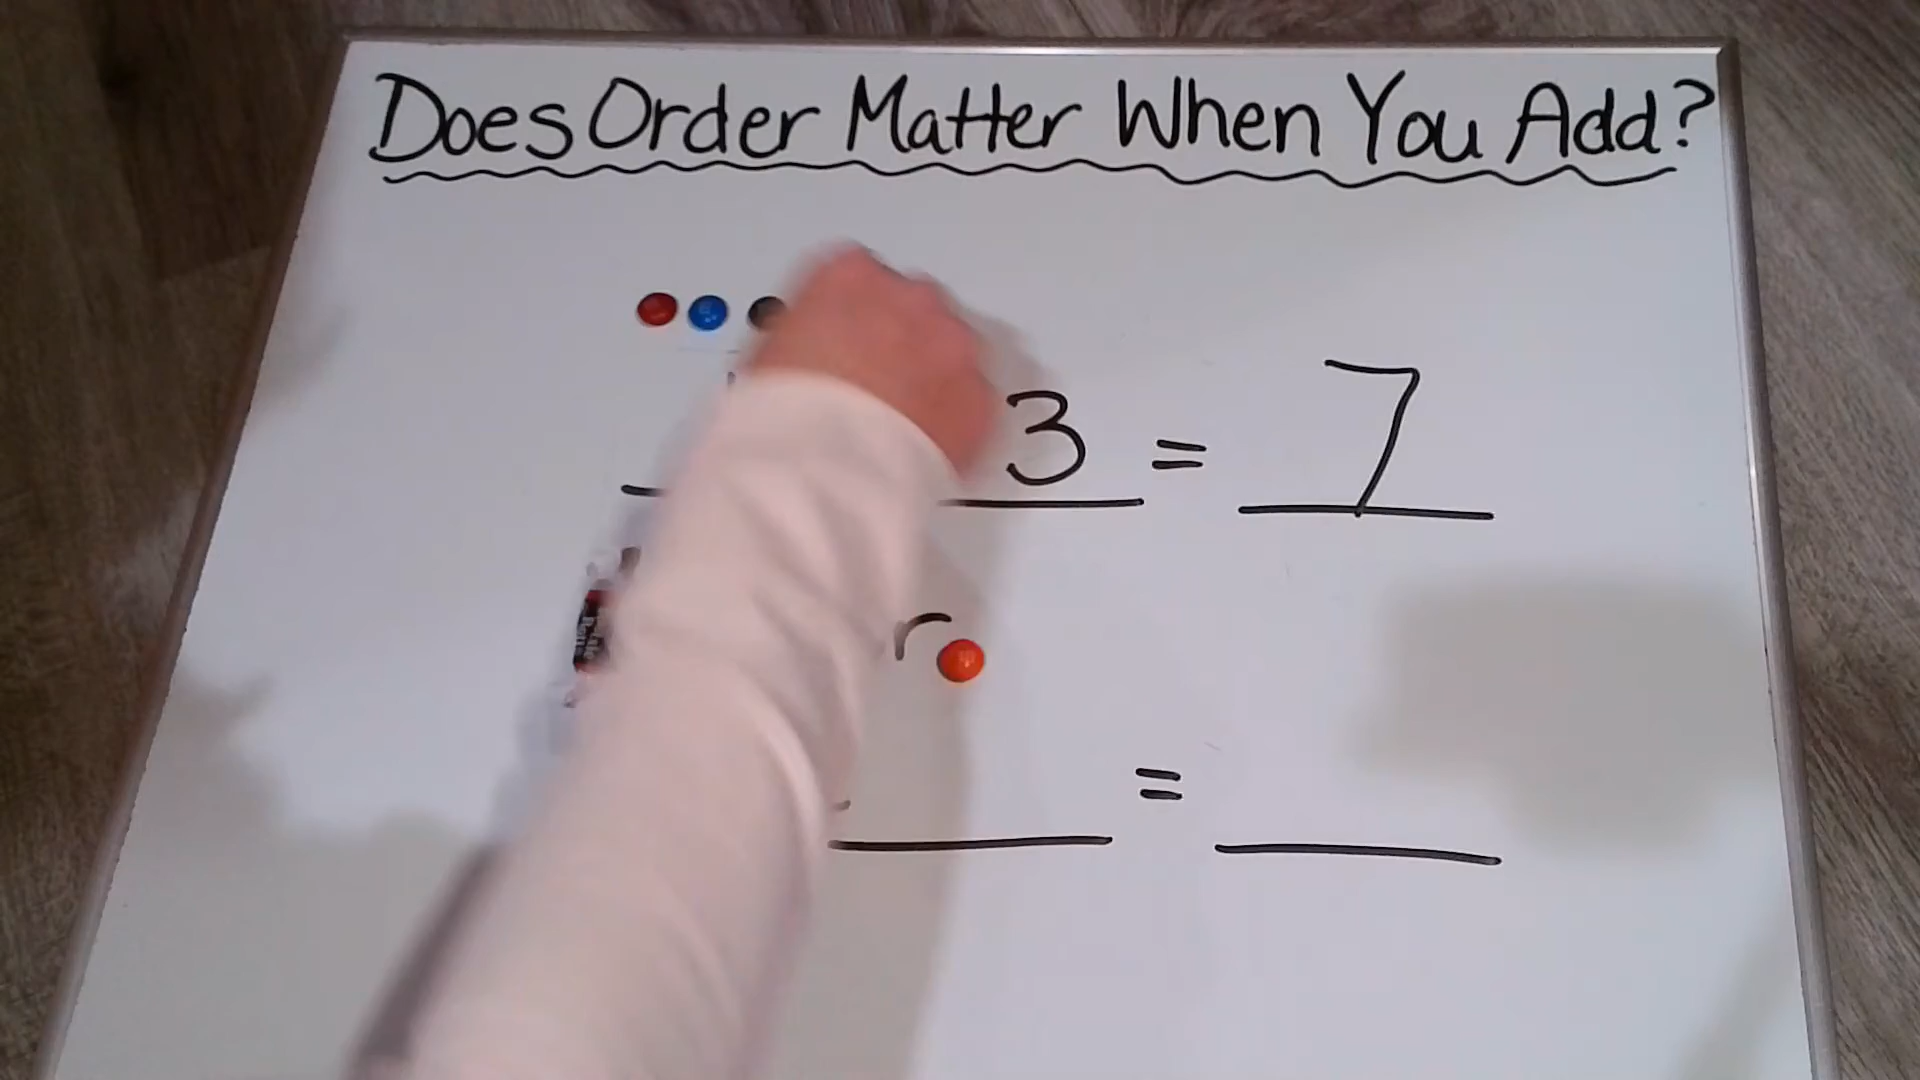 Does Order Matter When You Add?
3 = 7
r
=